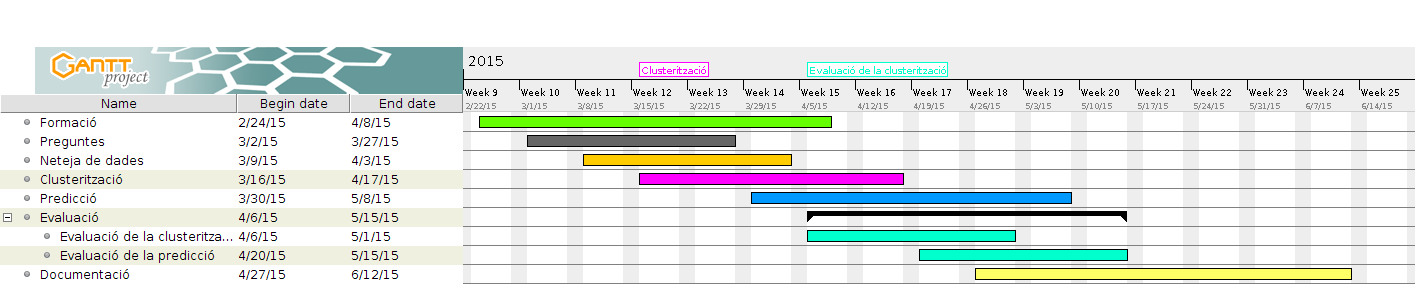 GANTT project
2015
Clusterització Evaluació de la clusterització
Week 9 Week 10 Week 11 Week 12 Week 13 Week 14 Week 15 Week 16 Week 17 Week 18 Week 19 Week 20 Week 21 Week 22 Week 23 Week 24 Week 25
Name Begin date End date 2/22/15 3/1/15 3/8/15 3/15/15 3/22/15 3/29/15 4/5/15 4/12/15 4/19/15 4/26/15 5/3/15 5/10/15 5/17/15 5/24/15 5/31/15 6/7/15 6/14/15
Formació 2/24/15 4/8/15
Preguntes 3/2/15 3/27/15
Neteja de dades 3/9/15 4/3/15
Clusterització 3/16/15 4/17/15
Predicció 3/30/15 5/8/15
Evaluació 4/6/15 5/15/15
Evaluació de la clusteritza... 4/6/15 5/1/15
Evaluació de la predicció 4/20/15 5/15/15
Documentació 4/27/15 6/12/15